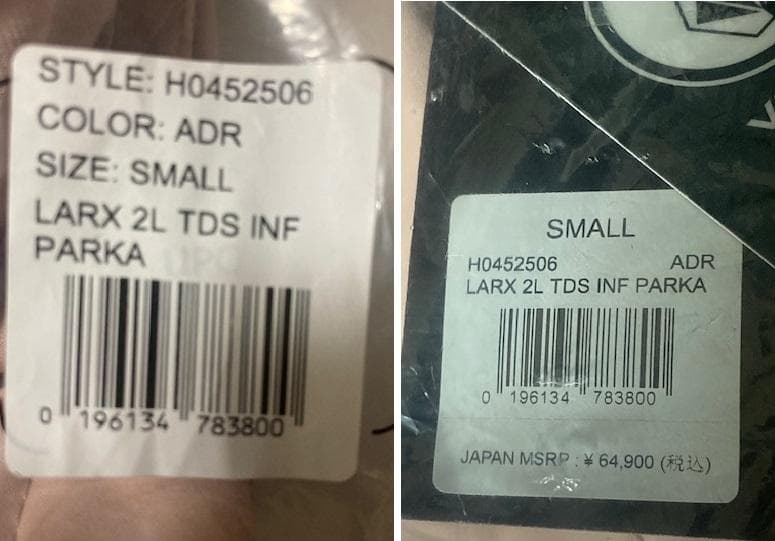 STYLE: H0452506
COLOR: ADR
SIZE: SMALL
LARX 2L TDS INF
PARKA
0 196134 783800
SMALL
H0452506 ADR
LARX 2L TDS INF PARKA
0 196134 783800
JAPAN MSRP : ¥ 64,900 (税込)